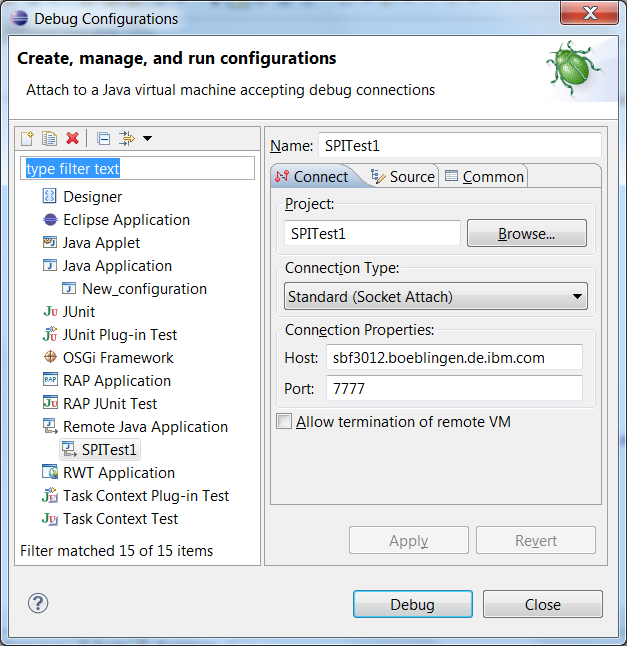 Debug Configurations
Create, manage, and run configurations
Attach to a Java virtual machine accepting debug connections
type filter text
Designer
Eclipse Application
Java Applet
Java Application
New_configuration
JUnit
JUnit Plug-in Test
OSGi Framework
RAP Application
RAP JUnit Test
Remote Java Application
SPITest1
RWT Application
Task Context Plug-in Test
Task Context Test
Filter matched 15 of 15 items
Name: SPITest1
Connect Source Common
Project:
SPITest1 Browse...
Connection Type:
Standard (Socket Attach)
Connection Properties:
Host: sbf3012.boeblingen.de.ibm.com
Port: 7777
Allow termination of remote VM
Apply Revert
Debug Close